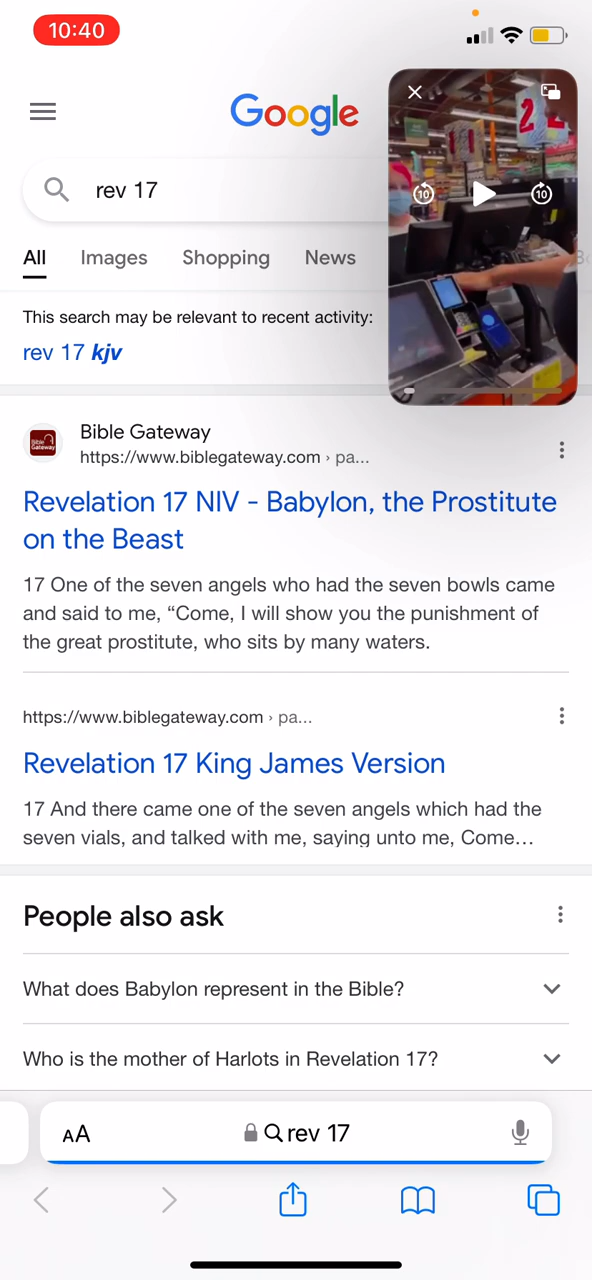 10:40
Google
rev 17
All Images Shopping News
This search may be relevant to recent activity:
rev 17 kjv
Bible Gateway
https://www.biblegateway.com › pa...
Revelation 17 NIV - Babylon, the Prostitute
on the Beast
17 One of the seven angels who had the seven bowls came
and said to me, “Come, I will show you the punishment of
the great prostitute, who sits by many waters.
https://www.biblegateway.com › pa...
Revelation 17 King James Version
17 And there came one of the seven angels which had the
seven vials, and talked with me, saying unto me, Come...
People also ask
What does Babylon represent in the Bible?
Who is the mother of Harlots in Revelation 17?
AA rev 17
10 10
2